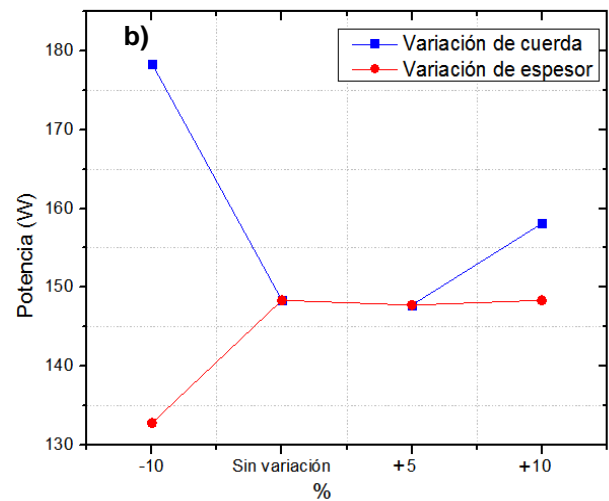 b)
Variación de cuerda
Variación de espesor
180
170
160
150
140
130
Potencia (W)
-10
Sin variación
+5
+10
%